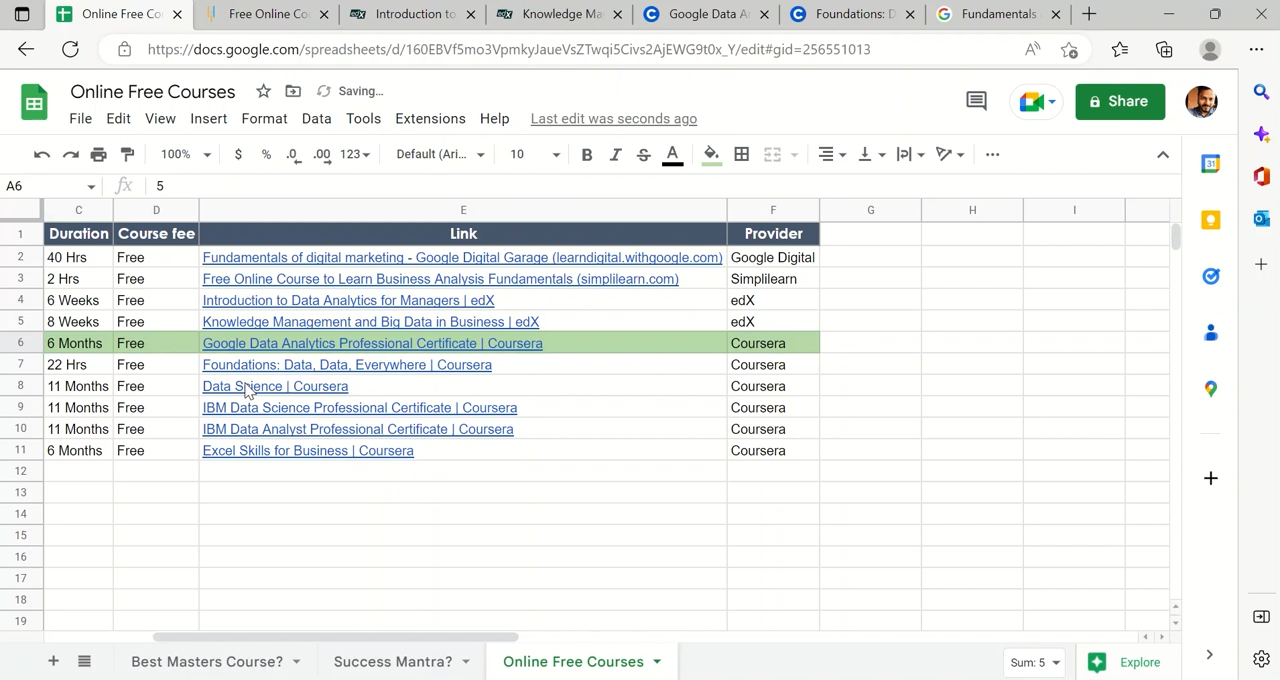 Online Free Co
Free Online Co
Introduction to
Knowledge Ma
Google Data A
Foundations: D
Fundamentals
https://docs.google.com/spreadsheets/d/160EBVf5mo3VpmkyJaueVsZTwqi5Civs2AjEWG9t0x_Y/edit#gid=256551013
Online Free Courses
Saving...
Share
File Edit View Insert Format Data Tools Extensions Help Last edit was seconds ago
100% $ % .0 .00 123 Default (Ari... 10 B I S A
A6 fx 5
C D E F G H I
1 Duration Course fee Link Provider
2 40 Hrs Free Fundamentals of digital marketing - Google Digital Garage (learndigital.withgoogle.com) Google Digital
3 2 Hrs Free Free Online Course to Learn Business Analysis Fundamentals (simplilearn.com) Simplilearn
4 6 Weeks Free Introduction to Data Analytics for Managers | edX edX
5 8 Weeks Free Knowledge Management and Big Data in Business | edX edX
6 6 Months Free Google Data Analytics Professional Certificate | Coursera Coursera
7 22 Hrs Free Foundations: Data, Data, Everywhere | Coursera Coursera
8 11 Months Free Data Science | Coursera Coursera
9 11 Months Free IBM Data Science Professional Certificate | Coursera Coursera
10 11 Months Free IBM Data Analyst Professional Certificate | Coursera Coursera
11 6 Months Free Excel Skills for Business | Coursera Coursera
12
13
14
15
16
17
18
19
31
Best Masters Course? Success Mantra? Online Free Courses Sum: 5 Explore